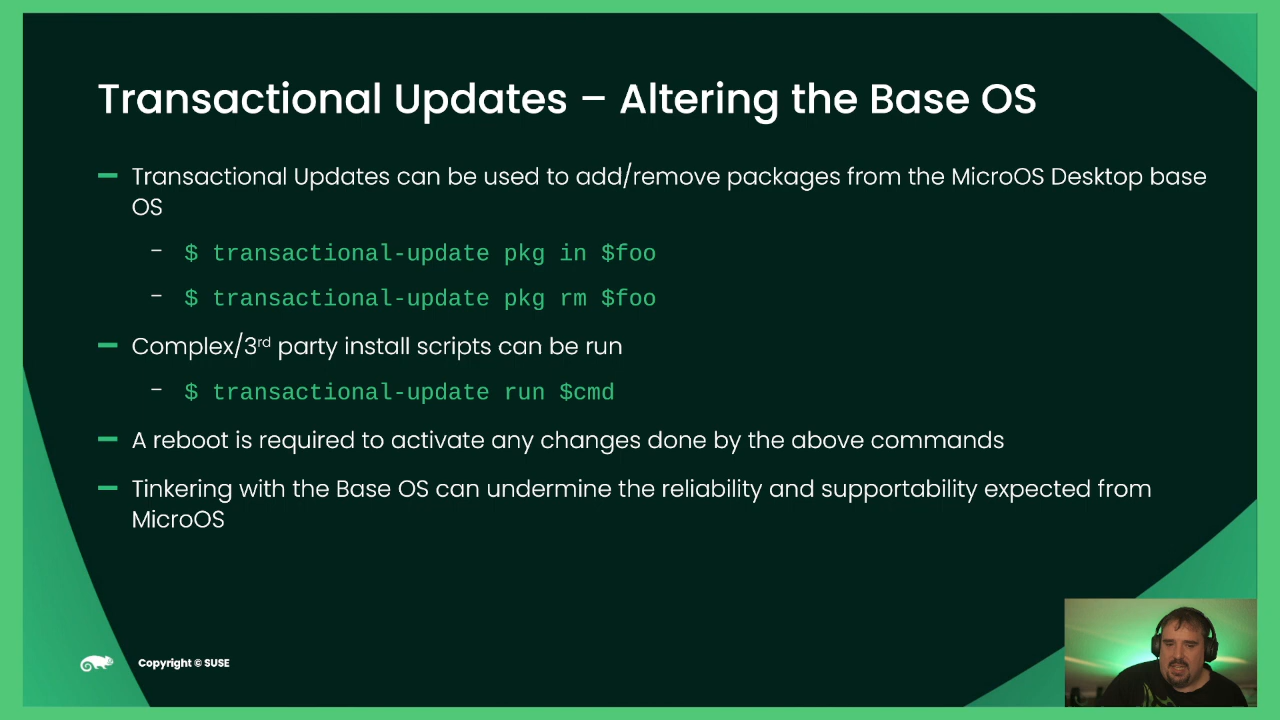 Transactional Updates – Altering the Base OS
Transactional Updates can be used to add/remove packages from the MicroOS Desktop base
OS
– $ transactional-update pkg in $foo
– $ transactional-update pkg rm $foo
Complex/3rd party install scripts can be run
– $ transactional-update run $cmd
A reboot is required to activate any changes done by the above commands
Tinkering with the Base OS can undermine the reliability and supportability expected from
MicroOS
Copyright © SUSE